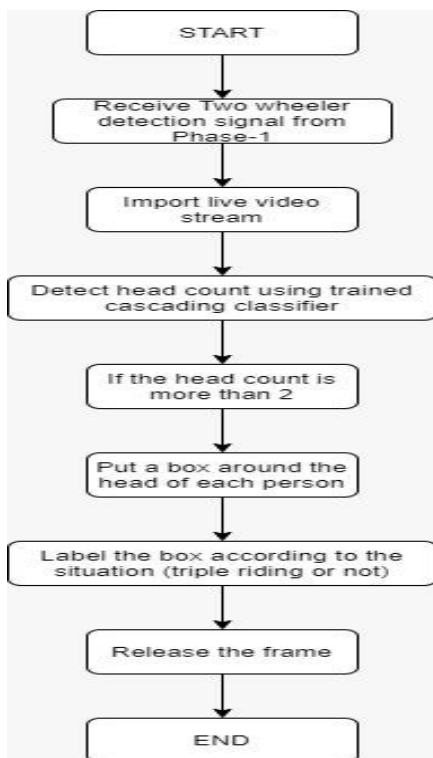 START
Receive Two wheeler
detection signal from
Phase-1
Import live video
stream
Detect head count using trained
cascading classifier
If the head count is
more than 2
Put a box around the
head of each person
Label the box according to the
situation (triple riding or not)
Release the frame
END